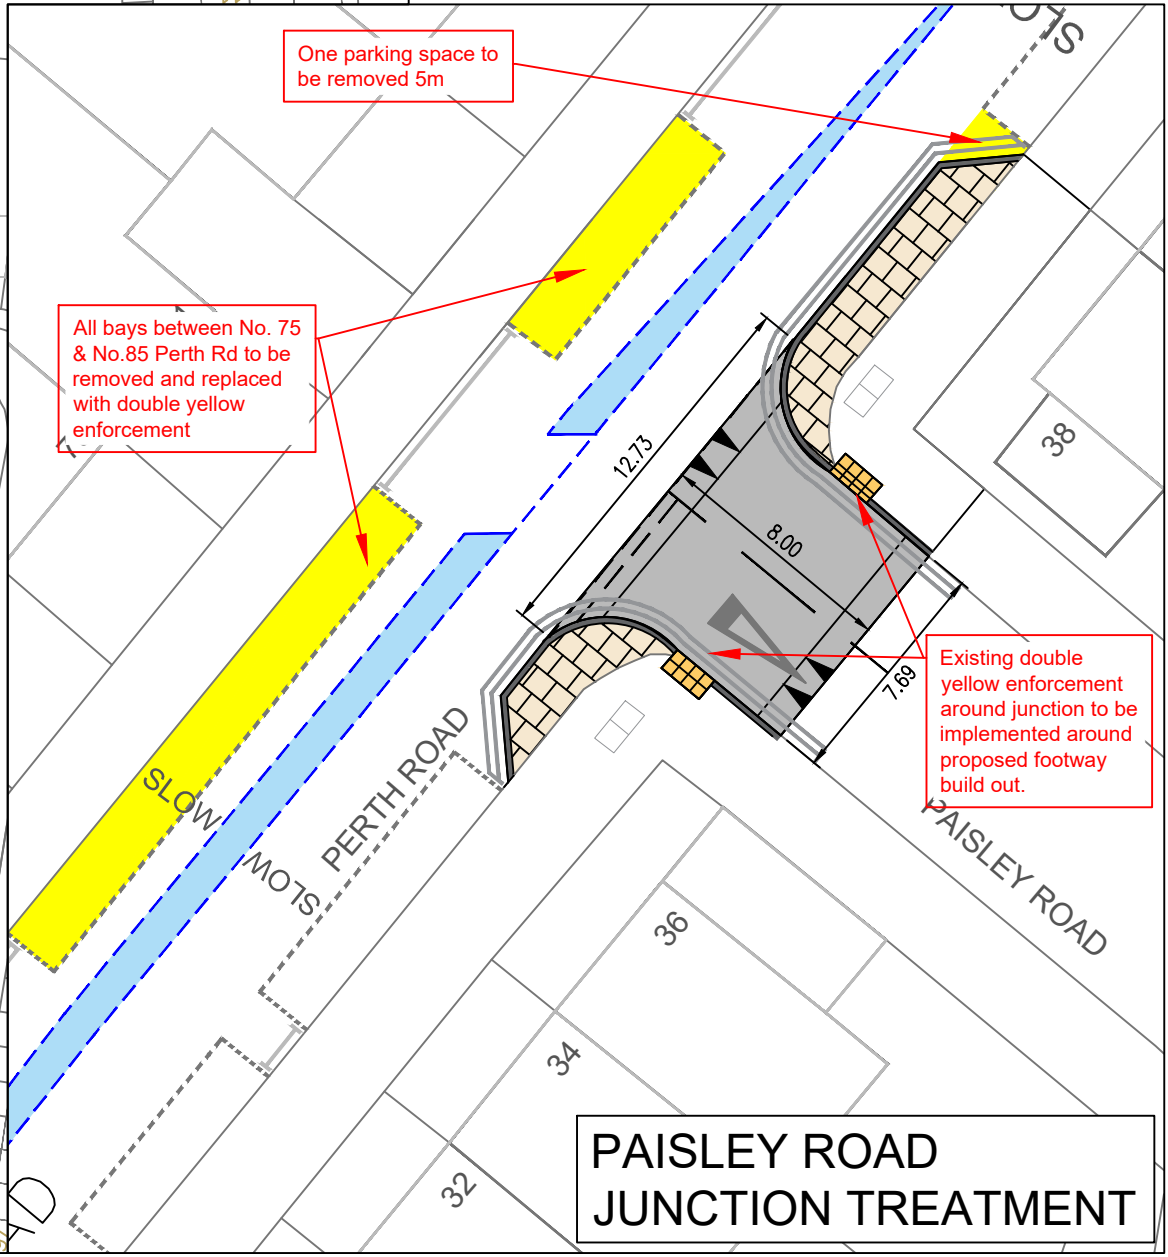 One parking space to
be removed 5m
All bays between No. 75
& No.85 Perth Rd to be
removed and replaced
with double yellow
enforcement
12.73
8.00
7.69
38
Existing double
yellow enforcement
around junction to be
implemented around
proposed footway
build out.
SLOW
SLOW
PERTH ROAD
PAISLEY ROAD
36
34
32
PAISLEY ROAD
JUNCTION TREATMENT